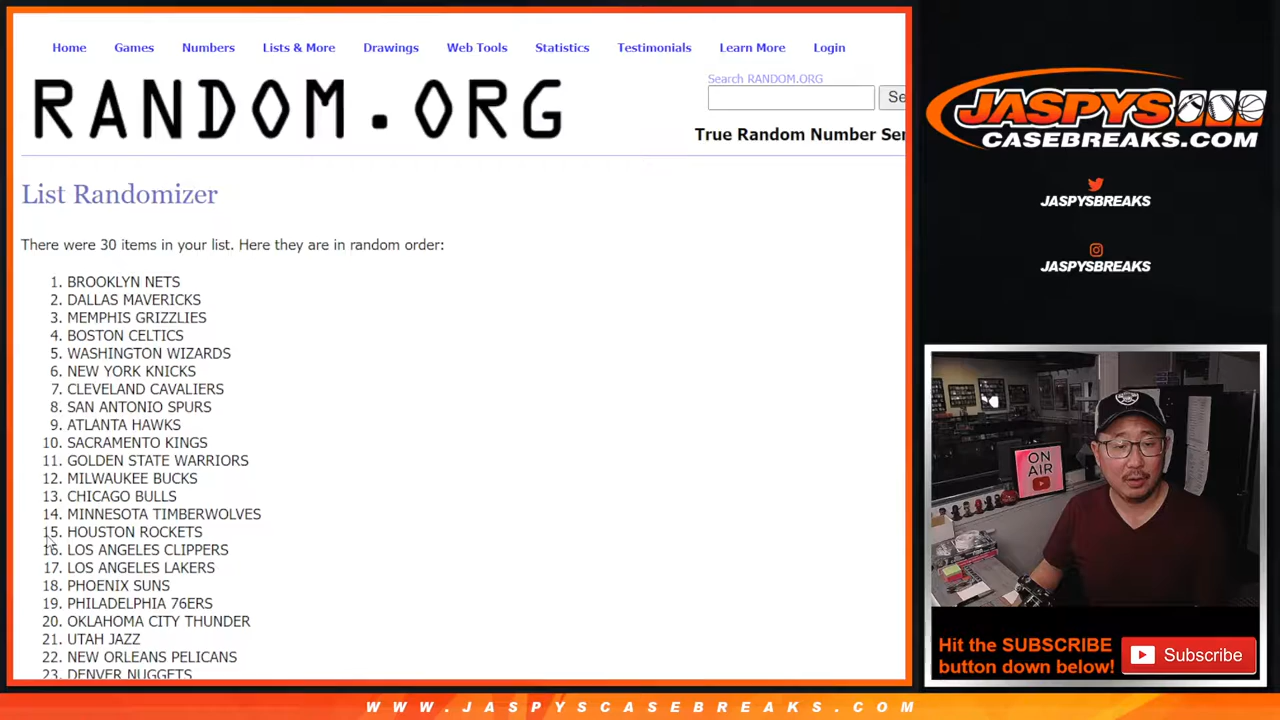 Home Games Numbers Lists & More Drawings Web Tools Statistics Testimonials Learn More Login
Search RANDOM.ORG
RANDOM.ORG
Se
True Random Number Ser
List Randomizer
There were 30 items in your list. Here they are in random order:
1. BROOKLYN NETS
2. DALLAS MAVERICKS
3. MEMPHIS GRIZZLIES
4. BOSTON CELTICS
5. WASHINGTON WIZARDS
6. NEW YORK KNICKS
7. CLEVELAND CAVALIERS
8. SAN ANTONIO SPURS
9. ATLANTA HAWKS
10. SACRAMENTO KINGS
11. GOLDEN STATE WARRIORS
12. MILWAUKEE BUCKS
13. CHICAGO BULLS
14. MINNESOTA TIMBERWOLVES
15. HOUSTON ROCKETS
16. LOS ANGELES CLIPPERS
17. LOS ANGELES LAKERS
18. PHOENIX SUNS
19. PHILADELPHIA 76ERS
20. OKLAHOMA CITY THUNDER
21. UTAH JAZZ
22. NEW ORLEANS PELICANS
23. DENVER NUGGETS
JASPYS
CASEBREAKS.COM
JASPYSBREAKS
JASPYSBREAKS
ON
AIR
Hit the SUBSCRIBE
button down below!
Subscribe
WWW.JASPYSCASEBREAKS.COM